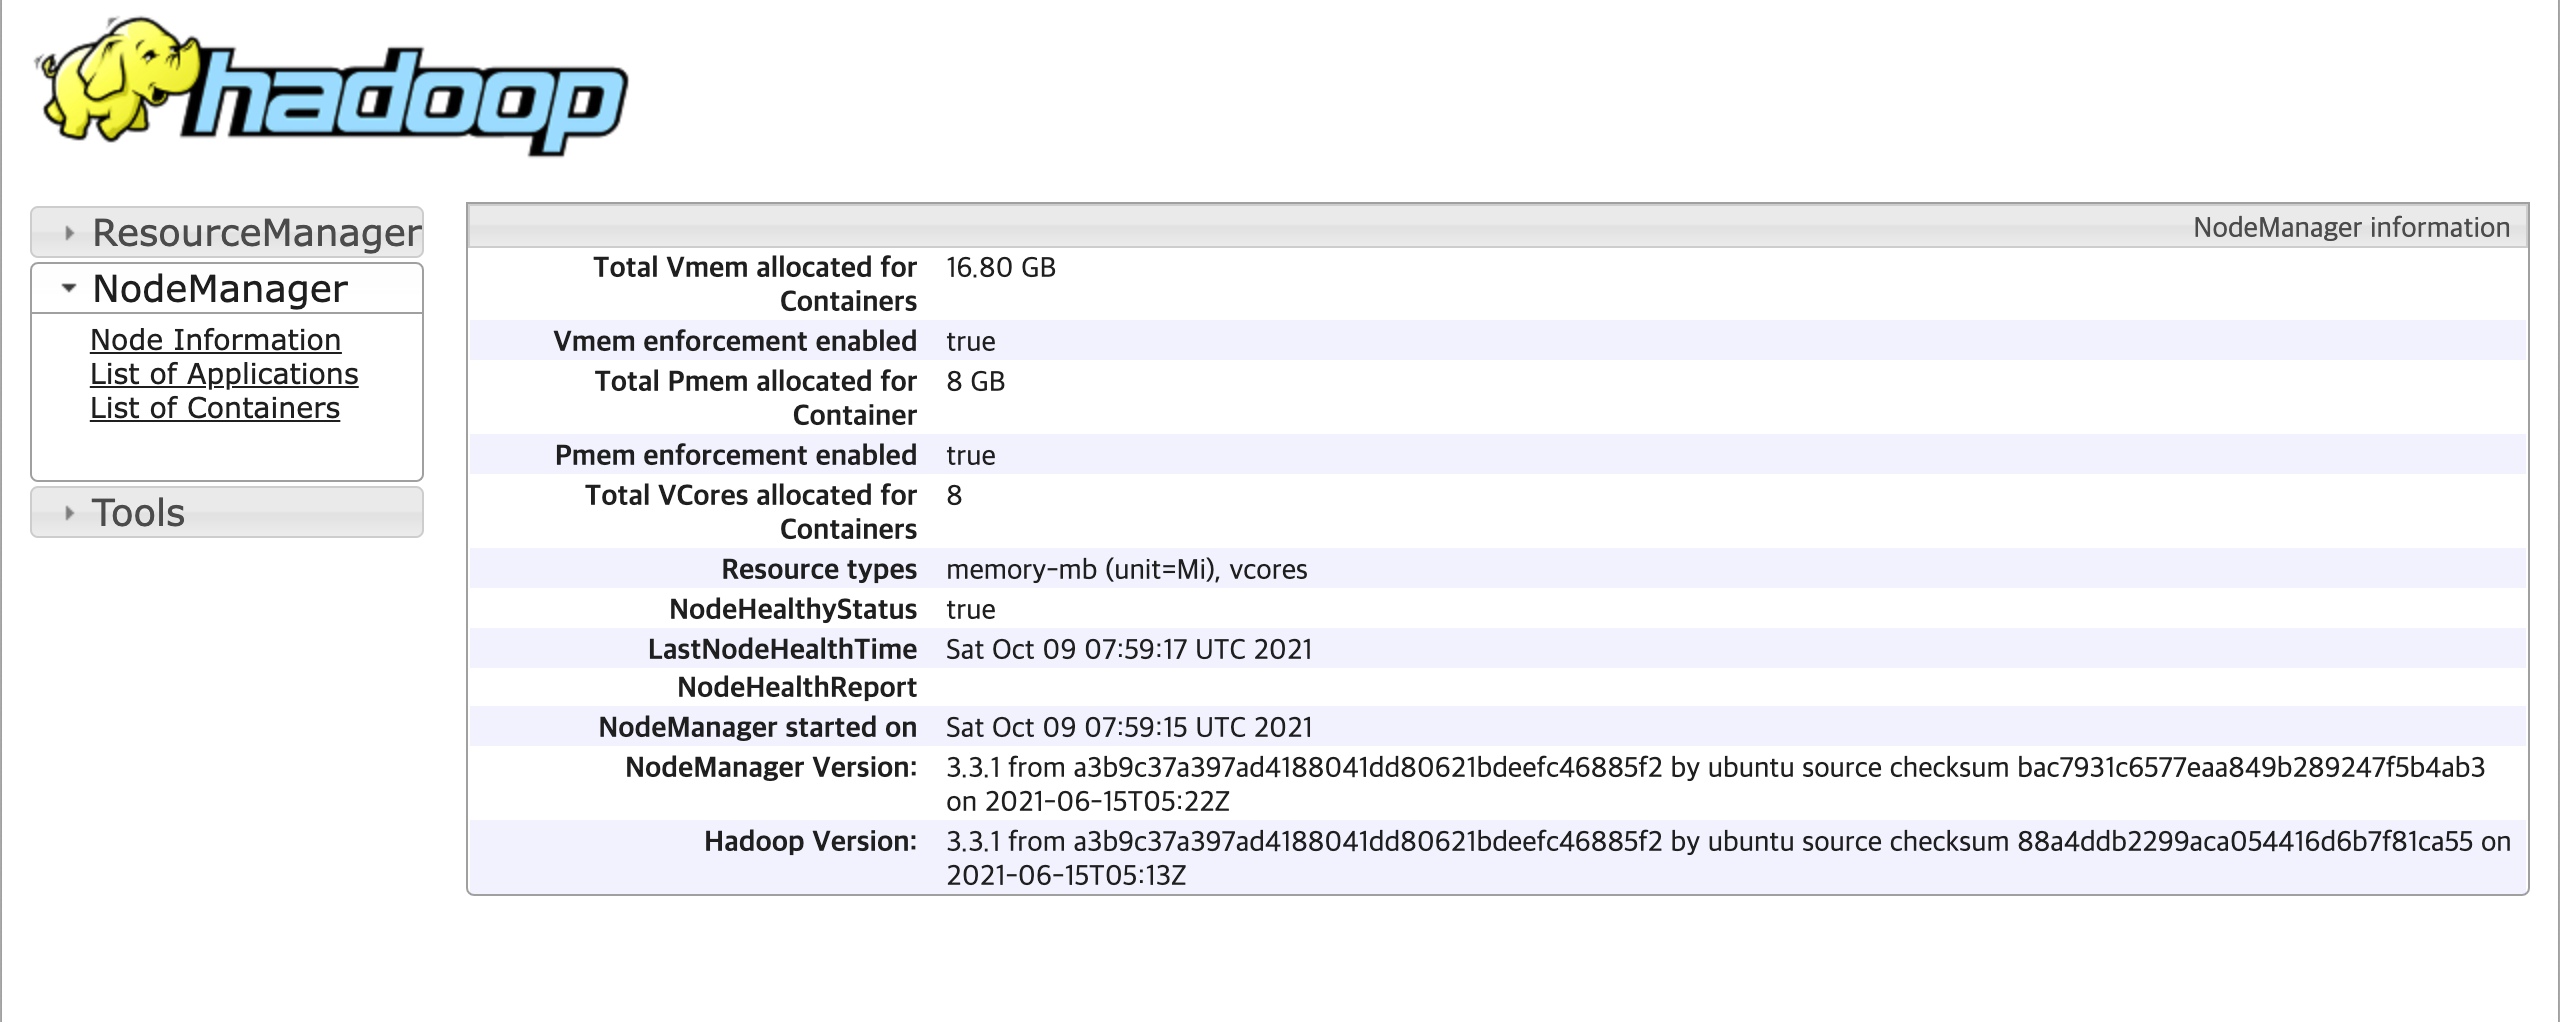 hadoop
ResourceManager
NodeManager
Node Information
List of Applications
List of Containers
Tools
NodeManager information
Total Vmem allocated for Containers 16.80 GB
Vmem enforcement enabled true
Total Pmem allocated for Container 8 GB
Pmem enforcement enabled true
Total VCores allocated for Containers 8
Resource types memory-mb (unit=Mi), vcores
NodeHealthyStatus true
LastNodeHealthTime Sat Oct 09 07:59:17 UTC 2021
NodeHealthReport
NodeManager started on Sat Oct 09 07:59:15 UTC 2021
NodeManager Version: 3.3.1 from a3b9c37a397ad4188041dd80621bdeefc46885f2 by ubuntu source checksum bac7931c6577eaa849b289247f5b4ab3
on 2021-06-15T05:22Z
Hadoop Version: 3.3.1 from a3b9c37a397ad4188041dd80621bdeefc46885f2 by ubuntu source checksum 88a4ddb2299aca054416d6b7f81ca55 on
2021-06-15T05:13Z